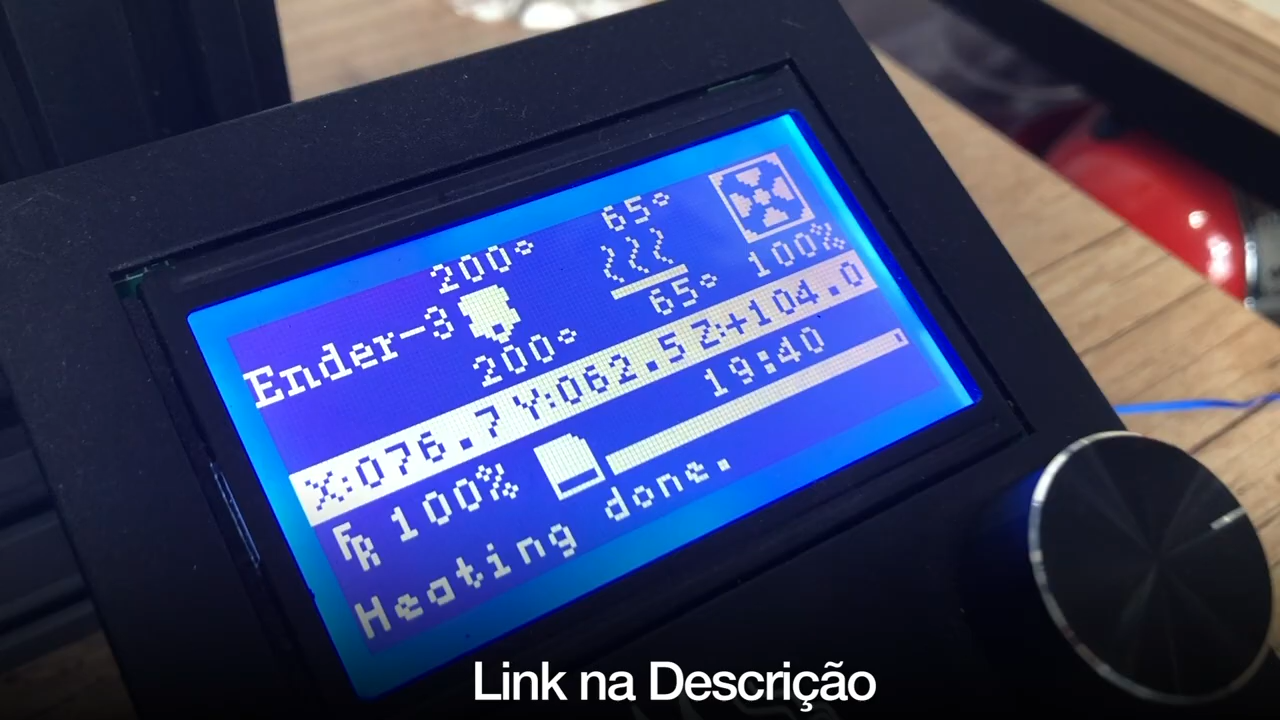 200° 65°
Ender-3
200° 65° 100%
X:076.7 Y:062.5 Z:+104.0
FR 100% 19:40
Heating done.
Link na Descrição